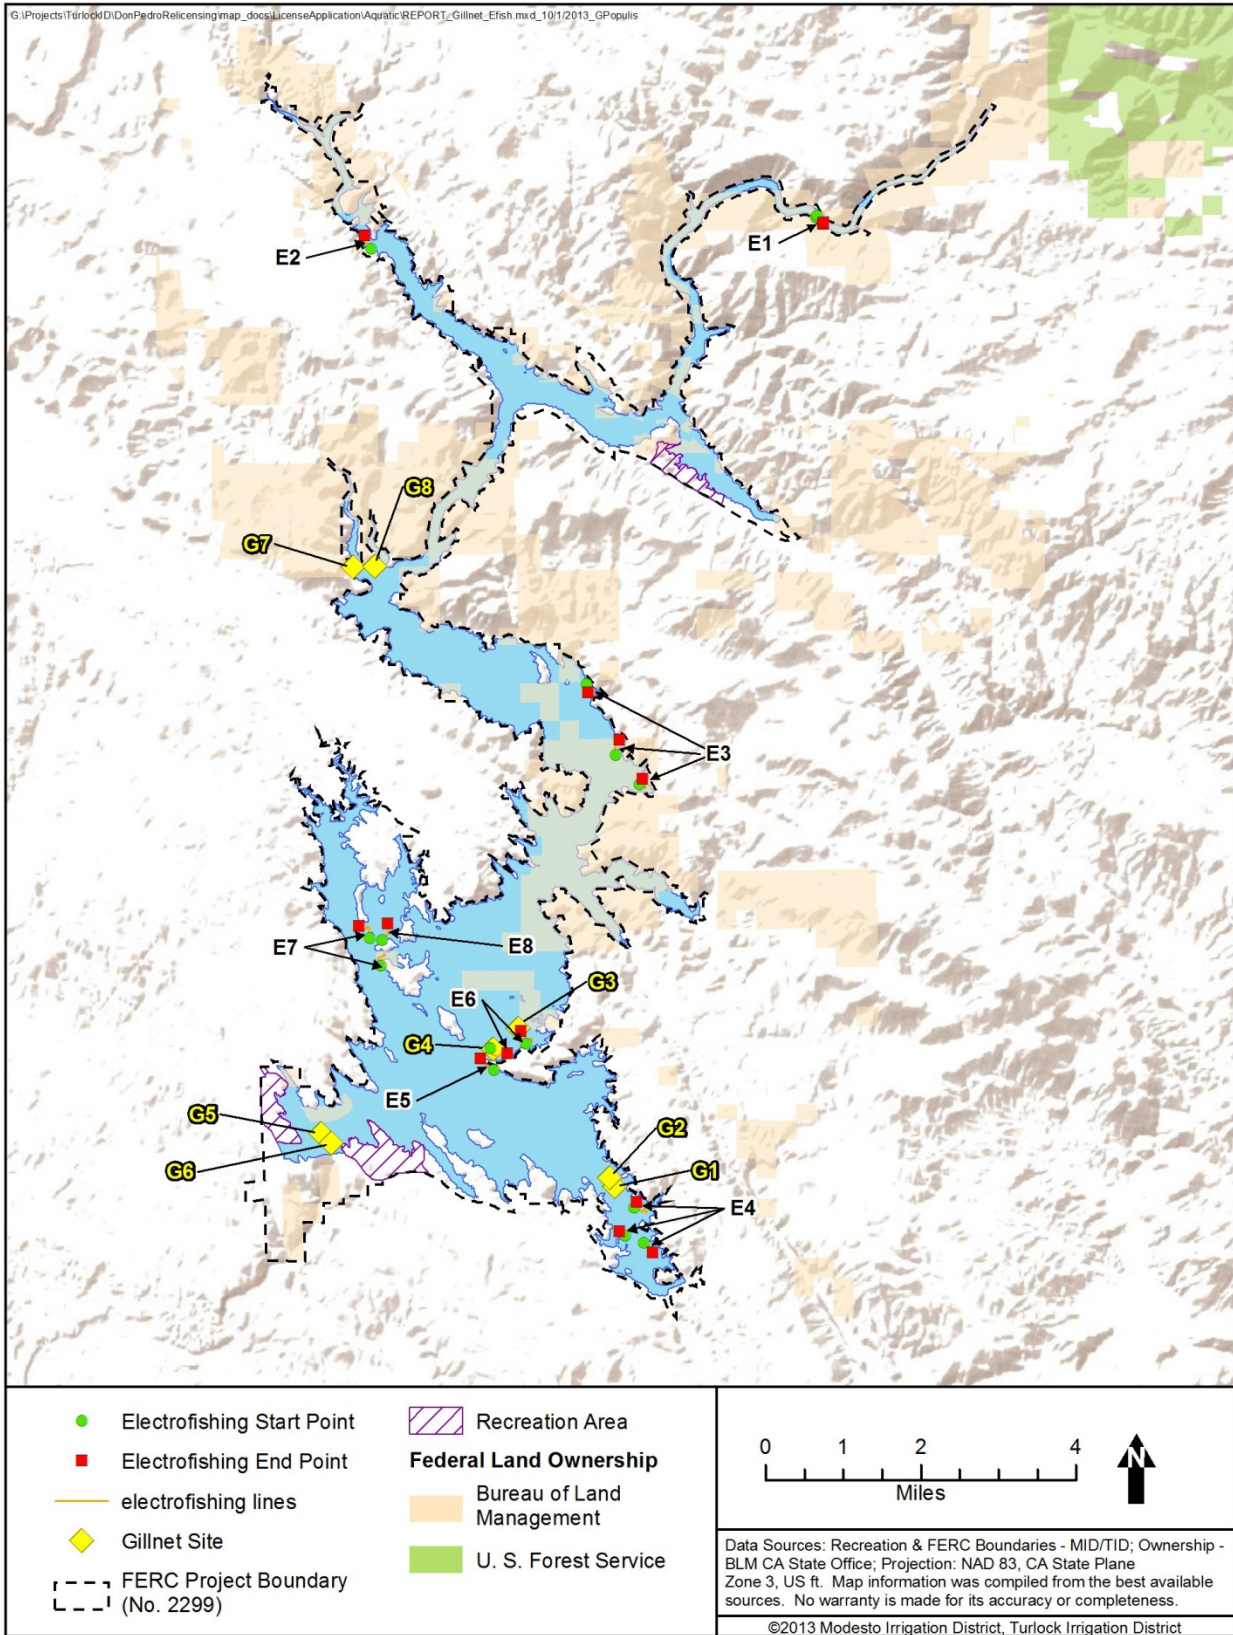 G:\Projects\TurlockID\DonPedroRelicensing\map_docs\LicenseApplication\Aquatic\REPORT_Gillnet_Efish.mxd_10/1/2013_GPopulis
E1
E2
G8
G7
E3
E7
E8
G3
E6
G4
E5
G5
G2
G6
G1
E4
Electrofishing Start Point
Electrofishing End Point
electrofishing lines
Gillnet Site
FERC Project Boundary
(No. 2299)
Recreation Area
Federal Land Ownership
Bureau of Land
Management
U. S. Forest Service
0 1 2 4
Miles
N
Data Sources: Recreation & FERC Boundaries - MID/TID; Ownership -
BLM CA State Office; Projection: NAD 83, CA State Plane
Zone 3, US ft. Map information was compiled from the best available
sources. No warranty is made for its accuracy or completeness.
©2013 Modesto Irrigation District, Turlock Irrigation District